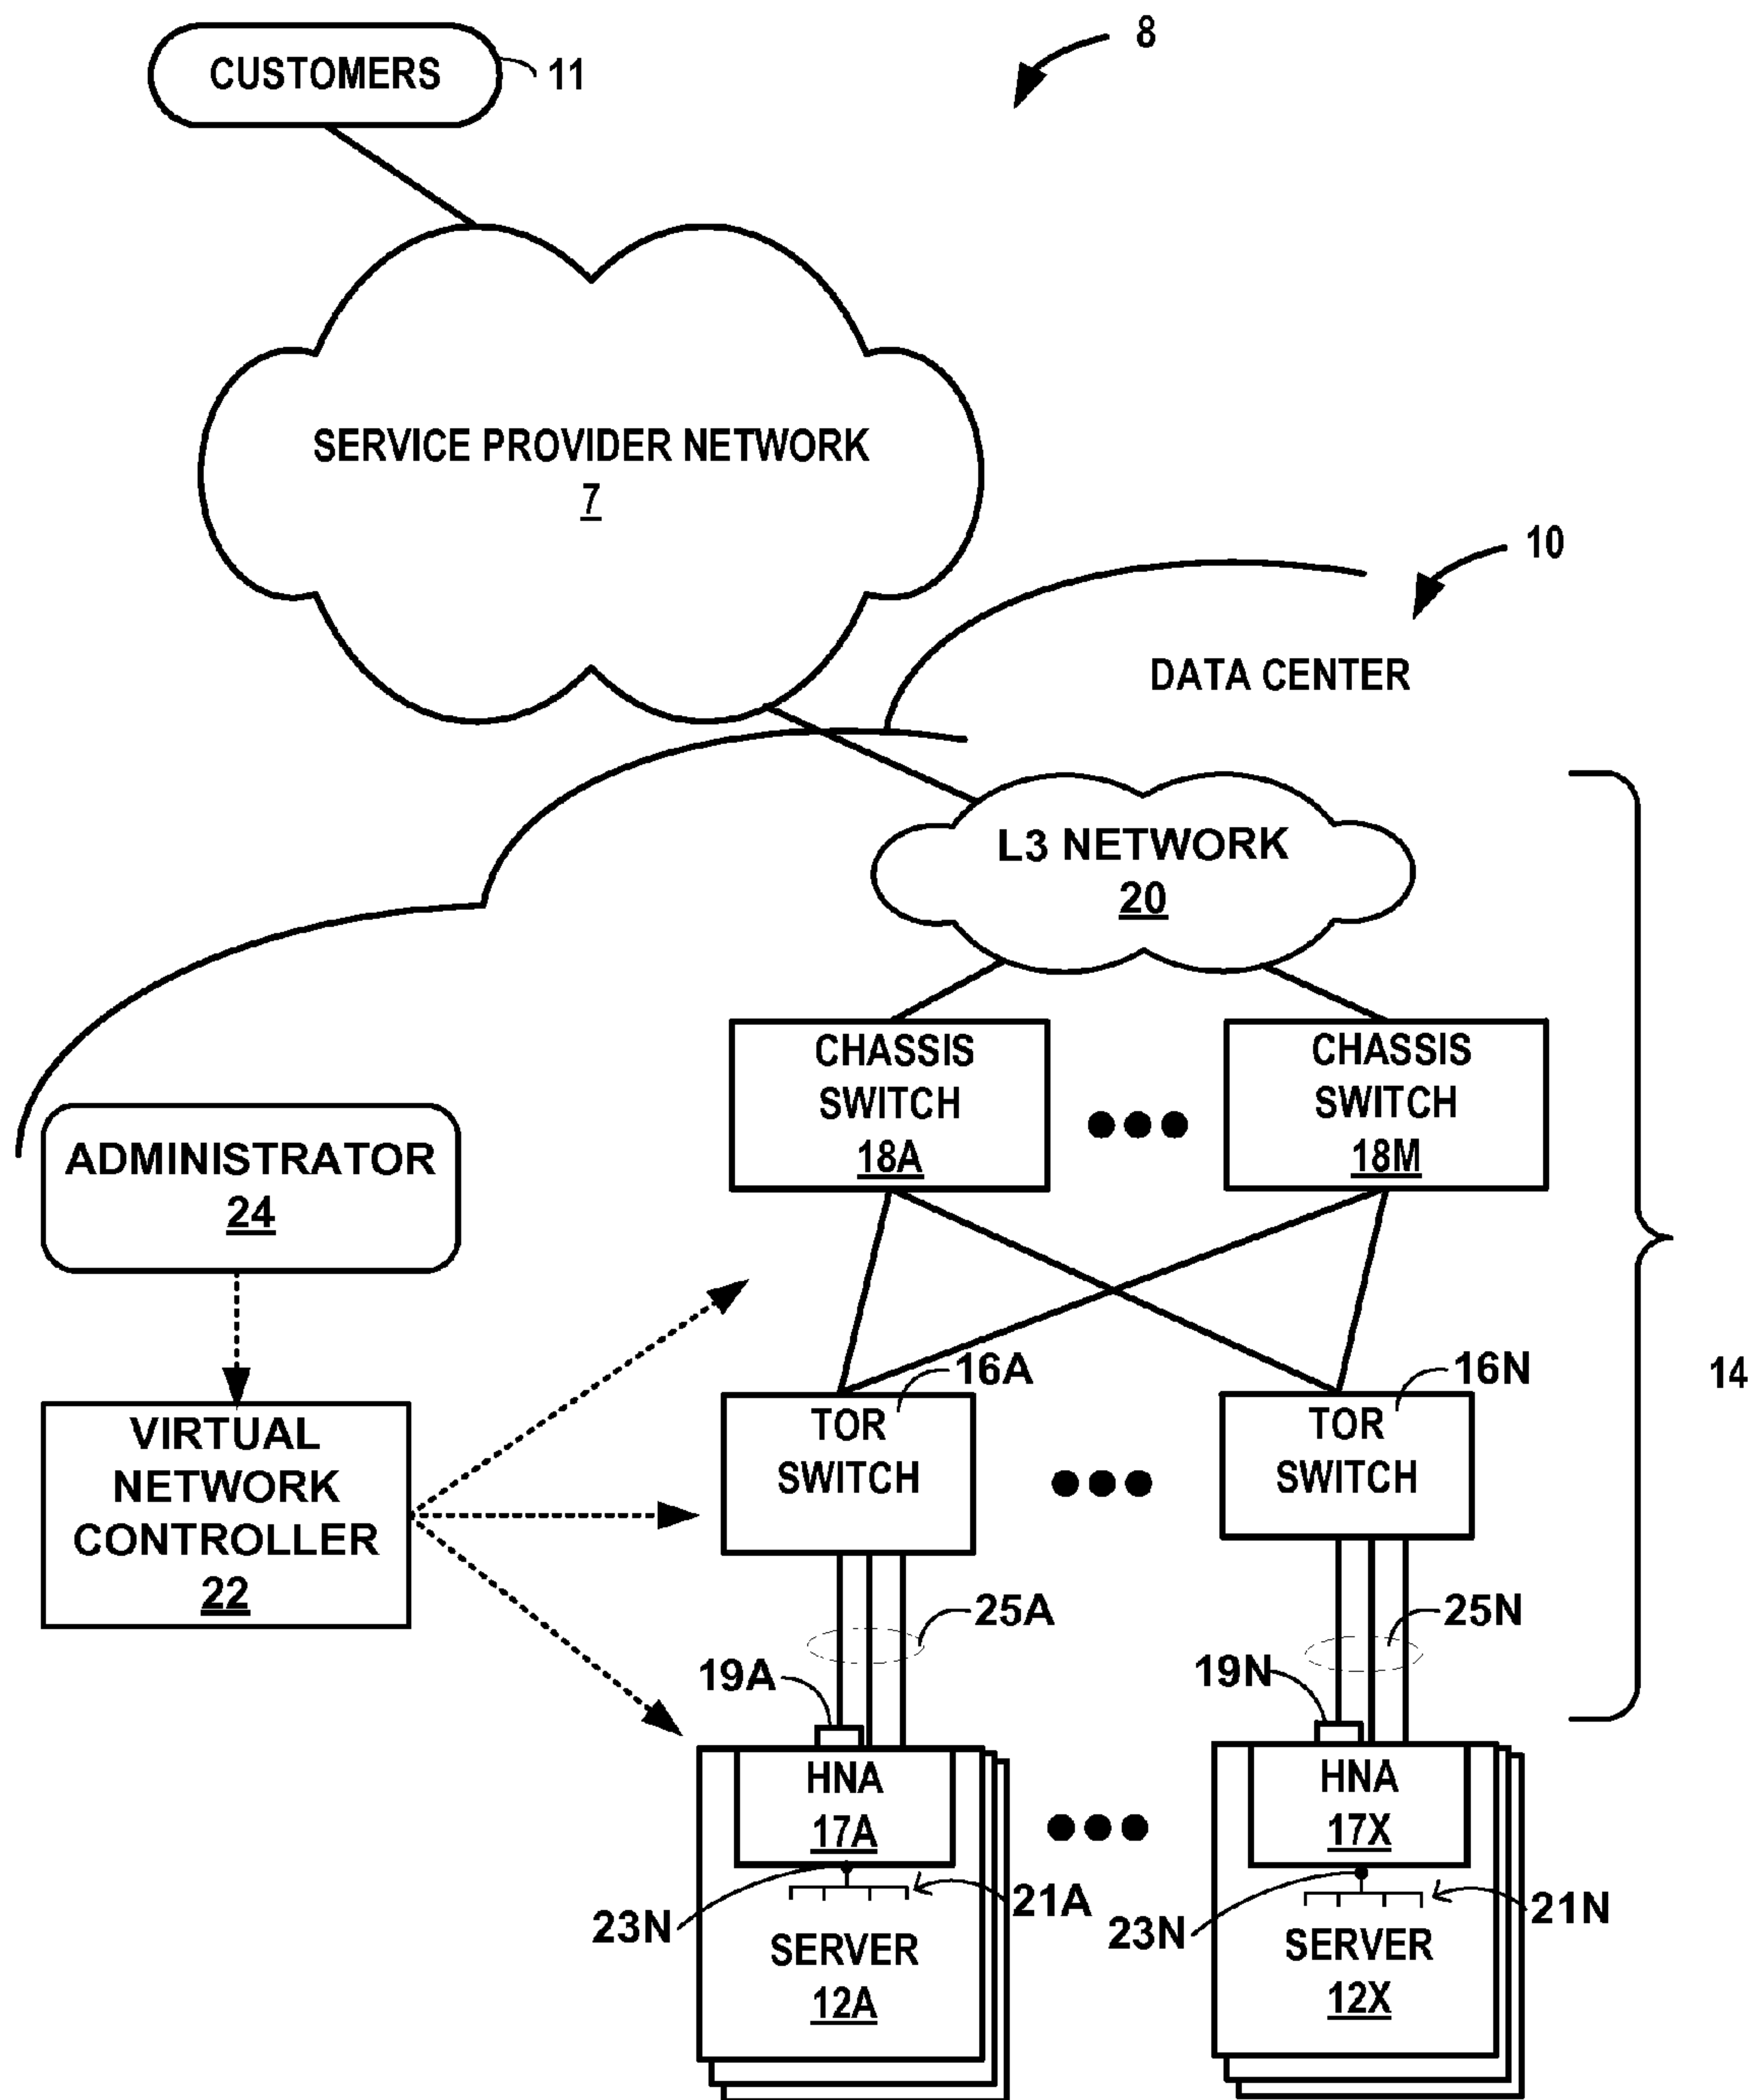 8
CUSTOMERS
11
SERVICE PROVIDER NETWORK
7
10
DATA CENTER
L3 NETWORK
20
CHASSIS
SWITCH
18A
CHASSIS
SWITCH
18M
ADMINISTRATOR
24
14
16A
TOR
SWITCH
16N
TOR
SWITCH
VIRTUAL
NETWORK
CONTROLLER
22
25A
25N
19A
19N
HNA
17A
HNA
17X
23N
21A
23N
21N
SERVER
12A
SERVER
12X